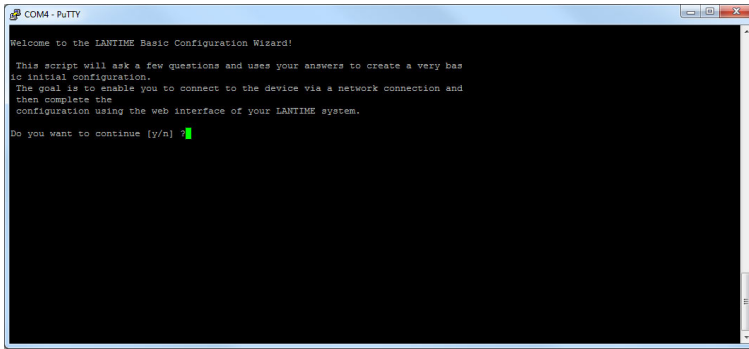 COM4 - PuTTY
Welcome to the LANTIME Basic Configuration Wizard!
This script will ask a few questions and uses your answers to create a very bas
ic initial configuration.
The goal is to enable you to connect to the device via a network connection and
then complete the
configuration using the web interface of your LANTIME system.
Do you want to continue [y/n] ?